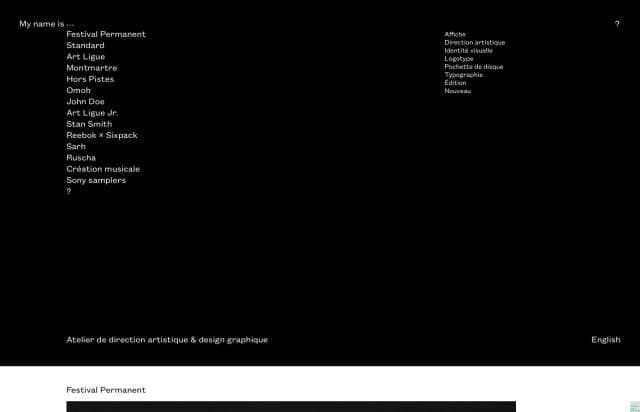 My name is ...
?
Festival Permanent
Standard
Art Ligue
Montmartre
Hors Pistes
Omoh
John Doe
Art Ligue Jr.
Stan Smith
Reebok × Sixpack
Sarh
Ruscha
Création musicale
Sony samplers
?
Affiche
Direction artistique
Identité visuelle
Logotype
Pochette de disque
Typographie
Édition
Nouveau
Atelier de direction artistique & design graphique
English
Festival Permanent